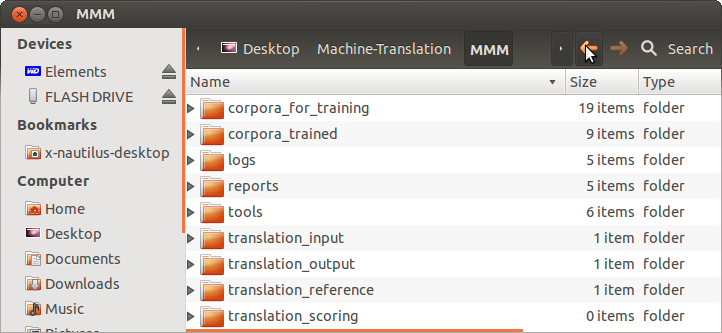 MMM
Devices
Elements
FLASH DRIVE
Bookmarks
x-nautilus-desktop
Computer
Home
Desktop
Documents
Downloads
Music
Pictures
Desktop Machine-Translation MMM Search
Name Size Type
corpora_for_training 19 items folder
corpora_trained 9 items folder
logs 5 items folder
reports 5 items folder
tools 6 items folder
translation_input 1 item folder
translation_output 1 item folder
translation_reference 1 item folder
translation_scoring 0 items folder